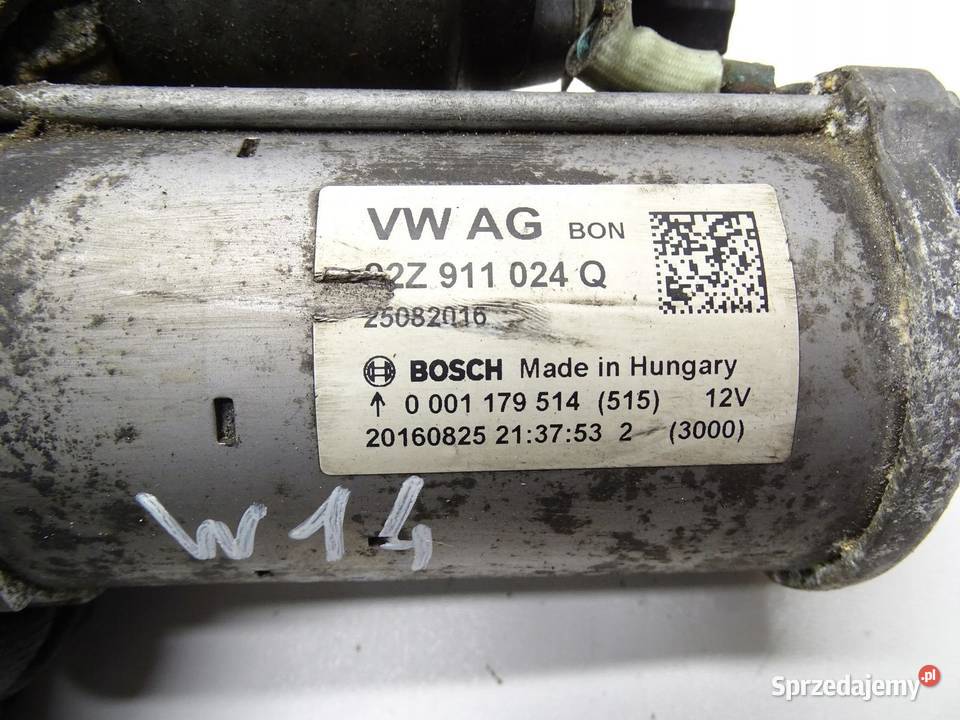 VW AG BON
02Z 911 024 Q
25082016
BOSCH Made in Hungary
↑ 0 001 179 514 (515) 12V
20160825 21:37:53 2 (3000)
W14
Sprzedajemy.pl